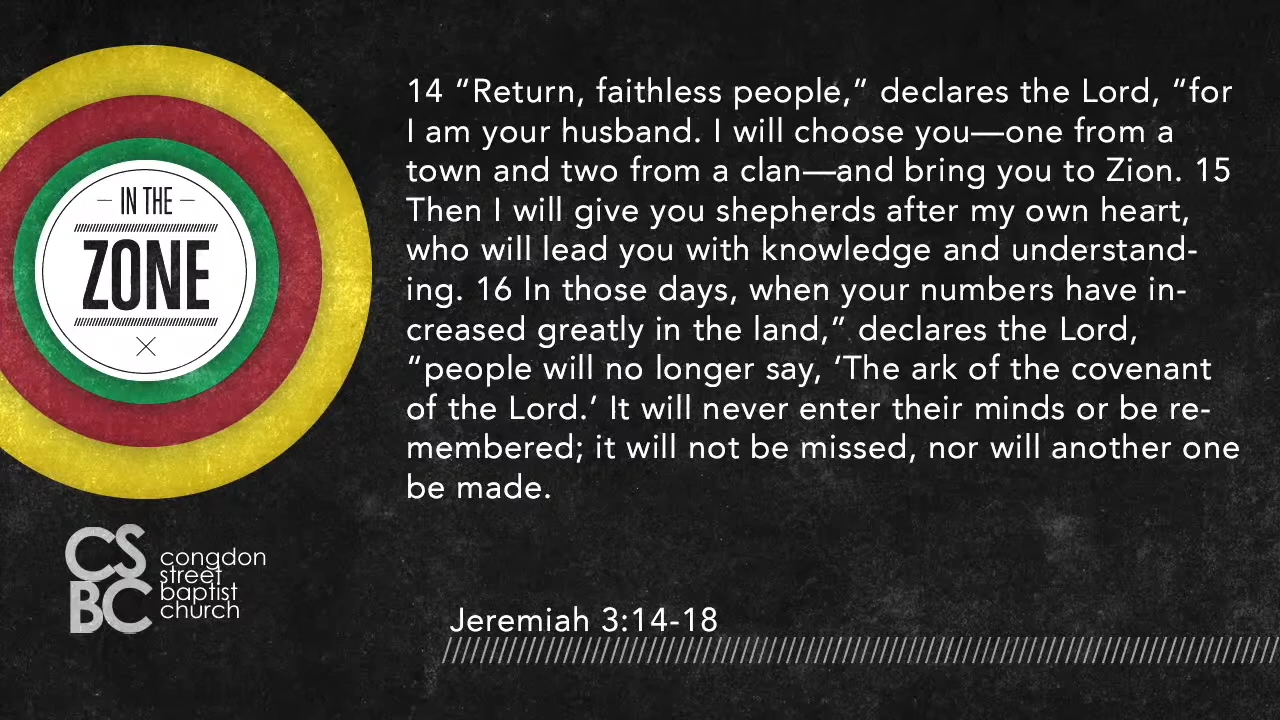 IN THE
ZONE
14 “Return, faithless people,” declares the Lord, “for
I am your husband. I will choose you—one from a
town and two from a clan—and bring you to Zion. 15
Then I will give you shepherds after my own heart,
who will lead you with knowledge and understand-
ing. 16 In those days, when your numbers have in-
creased greatly in the land,” declares the Lord,
“people will no longer say, ‘The ark of the covenant
of the Lord.’ It will never enter their minds or be re-
membered; it will not be missed, nor will another one
be made.
CS
BC
congdon
street
baptist
church
Jeremiah 3:14-18